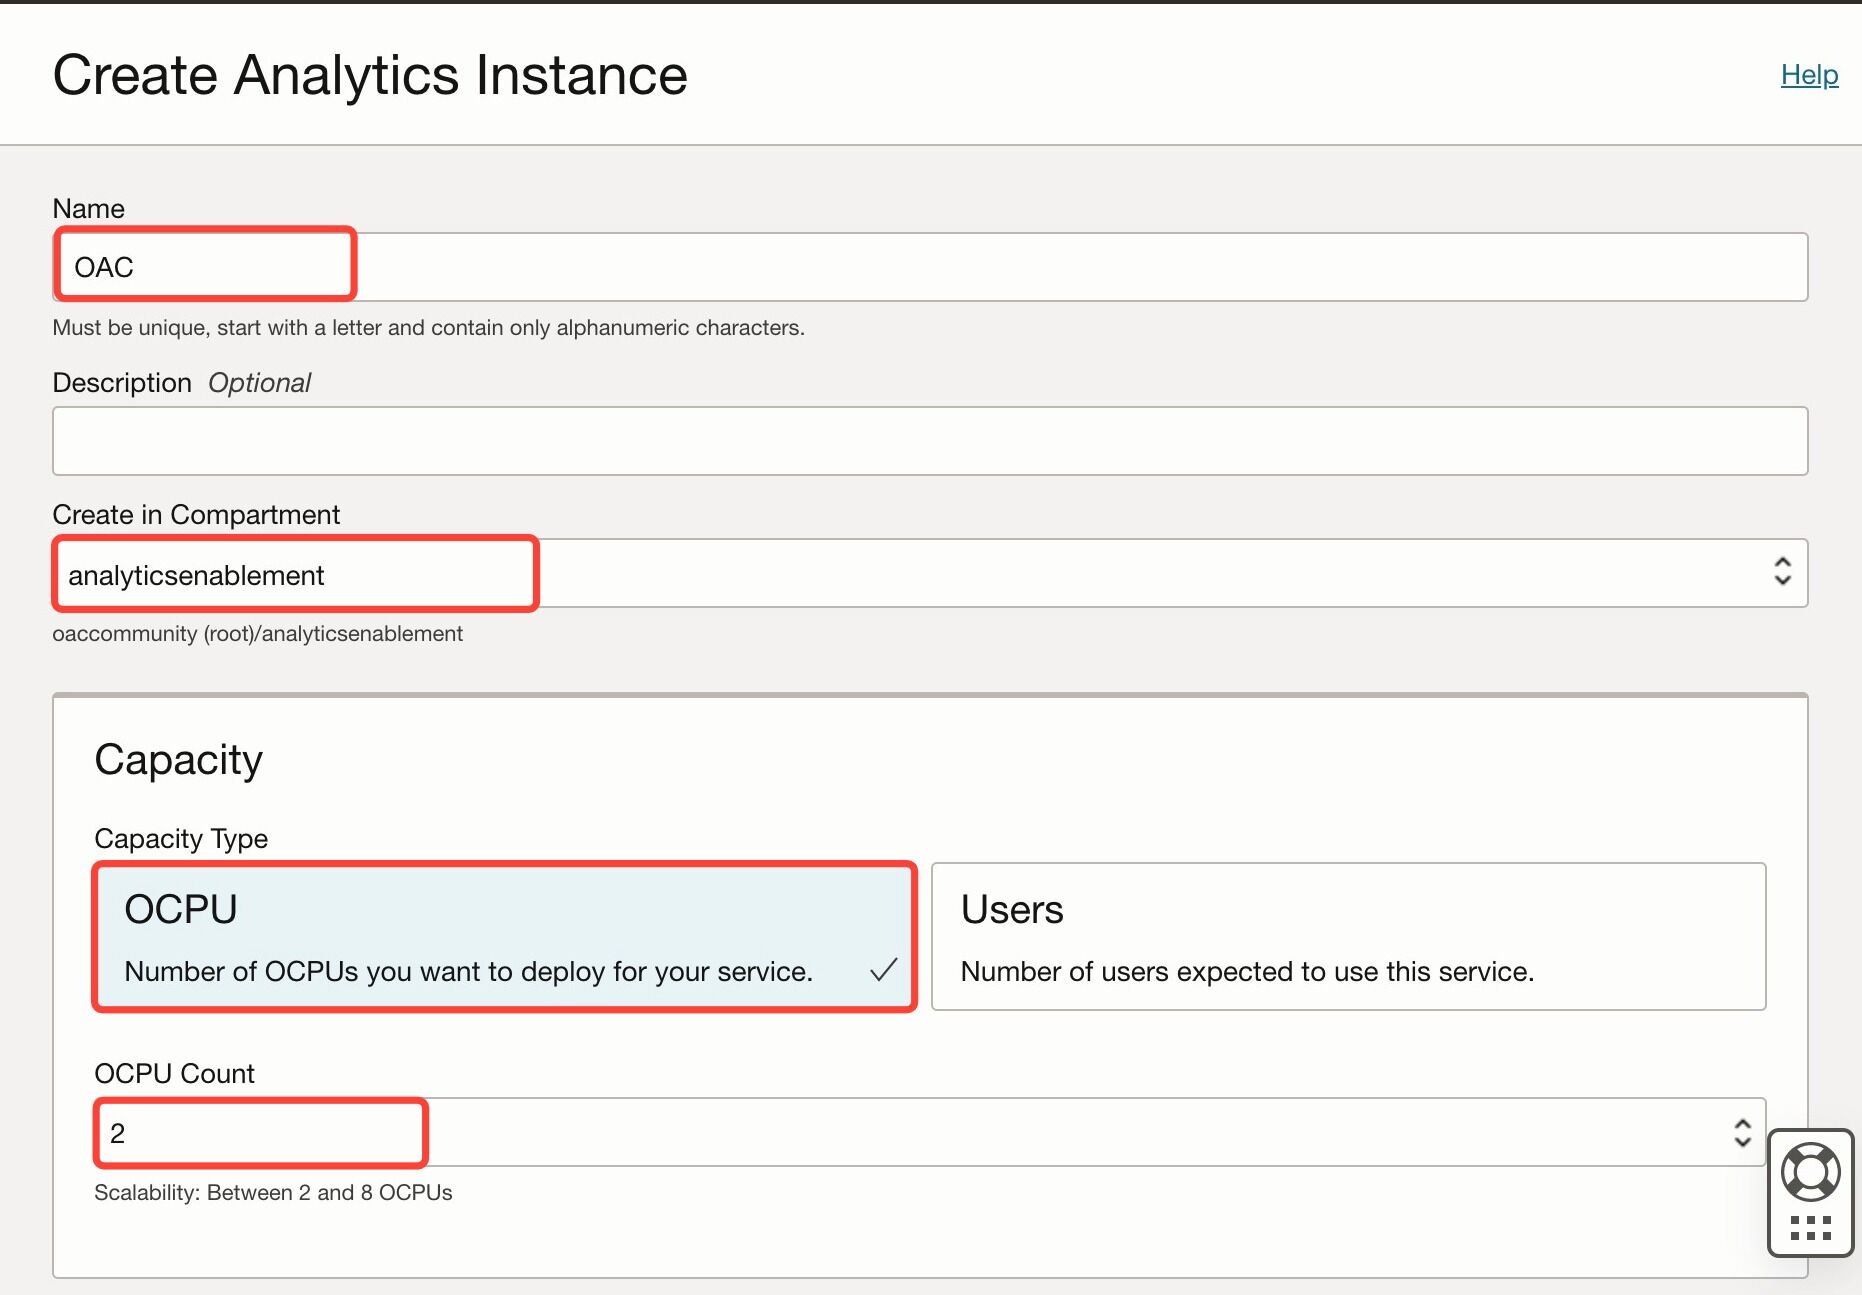 Create Analytics Instance
Help
Name
OAC
Must be unique, start with a letter and contain only alphanumeric characters.
Description Optional
Create in Compartment
analyticsenablement
oaccommunity (root)/analyticsenablement
Capacity
Capacity Type
OCPU
Number of OCPUs you want to deploy for your service.
Users
Number of users expected to use this service.
OCPU Count
2
Scalability: Between 2 and 8 OCPUs